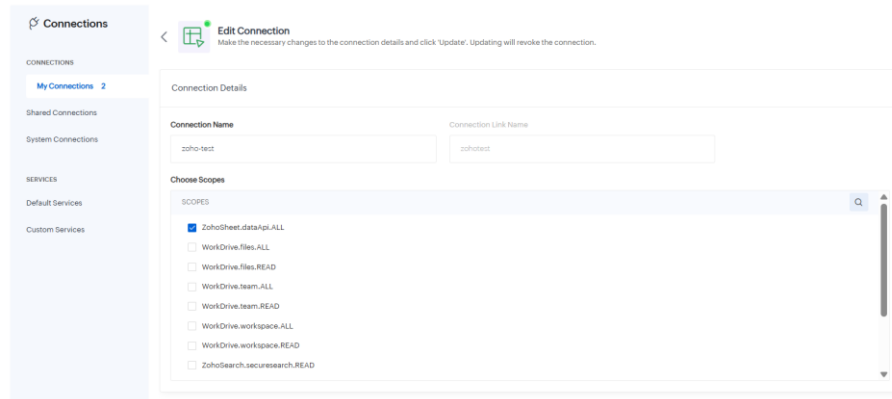 Connections
CONNECTIONS
My Connections 2
Shared Connections
System Connections
SERVICES
Default Services
Custom Services
Edit Connection
Make the necessary changes to the connection details and click 'Update'. Updating will revoke the connection.
Connection Details
Connection Name
Connection Link Name
zoho-test
zohotest
Choose Scopes
SCOPES
ZohoSheet.dataApi.ALL
WorkDrive.files.ALL
WorkDrive.files.READ
WorkDrive.team.ALL
WorkDrive.team.READ
WorkDrive.workspace.ALL
WorkDrive.workspace.READ
ZohoSearch.securesearch.READ